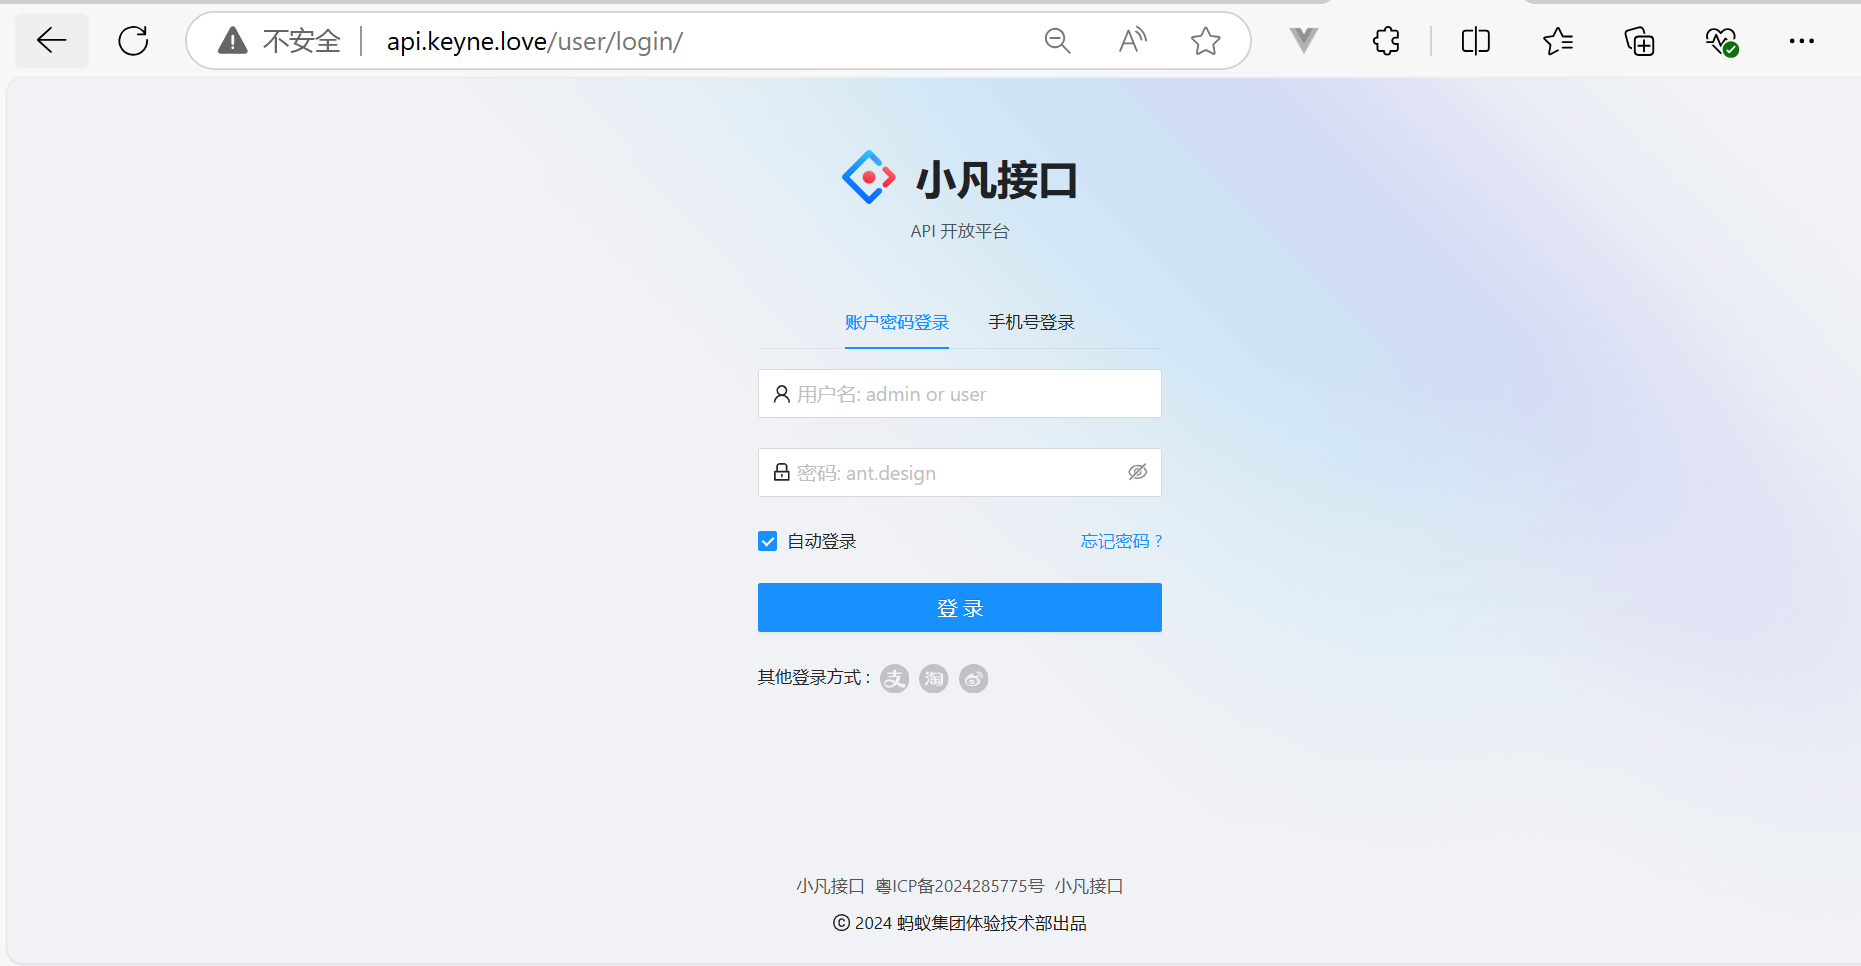 不安全 api.keyne.love/user/login/
小凡接口
API 开放平台
账户密码登录 手机号登录
用户名: admin or user
密码: ant.design
自动登录 忘记密码 ?
登 录
其他登录方式 : 支 淘
小凡接口 粤ICP备2024285775号 小凡接口
© 2024 蚂蚁集团体验技术部出品